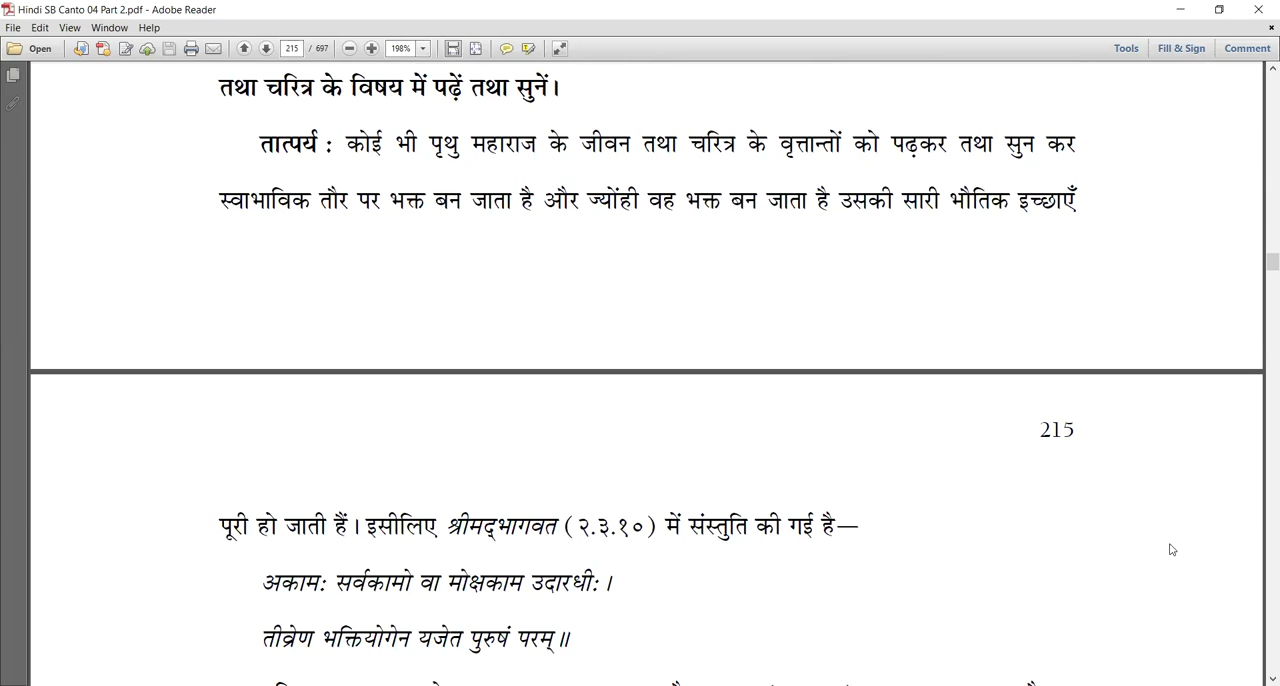 Hindi SB Canto 04 Part 2.pdf - Adobe Reader
File Edit View Window Help
Open 215 / 697 198% Tools Fill & Sign Comment
तथा चरित्र के विषय में पढ़ें तथा सुनें।
तात्पर्य : कोई भी पृथु महाराज के जीवन तथा चरित्र के वृत्तान्तों को पढ़कर तथा सुन कर
स्वाभाविक तौर पर भक्त बन जाता है और ज्योंही वह भक्त बन जाता है उसकी सारी भौतिक इच्छाएँ
215
पूरी हो जाती हैं। इसीलिए श्रीमद्भागवत (२.३.१०) में संस्तुति की गई है—
अकामः सर्वकामो वा मोक्षकाम उदारधीः।
तीव्रेण भक्तियोगेन यजेत पुरुषं परम्॥